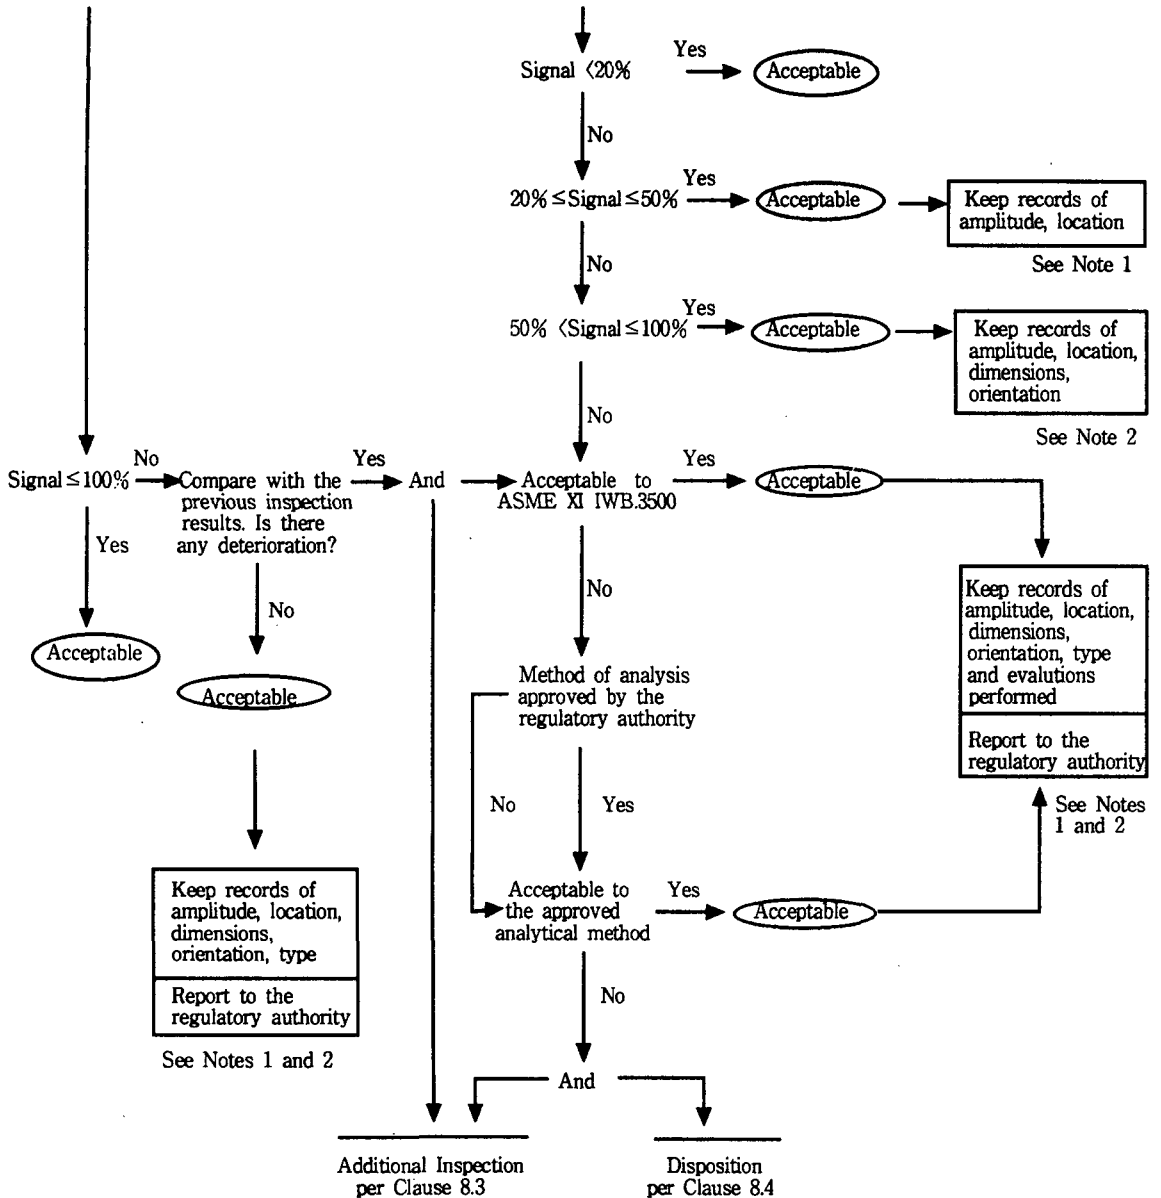 Signal <20%
Yes
Acceptable
No
20% ≤Signal≤50%
Yes
Acceptable
Keep records of
amplitude, location
See Note 1
No
50% <Signal≤100%
Yes
Acceptable
Keep records of
amplitude, location,
dimensions,
orientation
See Note 2
No
Signal≤100%
No
Compare with the
previous inspection
results. Is there
any deterioration?
Yes
And
Acceptable to
ASME XI IWB.3500
Yes
Acceptable
Yes
Acceptable
No
Acceptable
Keep records of
amplitude, location,
dimensions,
orientation, type
Report to the
regulatory authority
See Notes 1 and 2
No
Method of analysis
approved by the
regulatory authority
No
Yes
Acceptable to
the approved
analytical method
Yes
Acceptable
Keep records of
amplitude, location,
dimensions,
orientation, type
and evalutions
performed
Report to the
regulatory authority
See Notes
1 and 2
No
And
Additional Inspection
per Clause 8.3
Disposition
per Clause 8.4